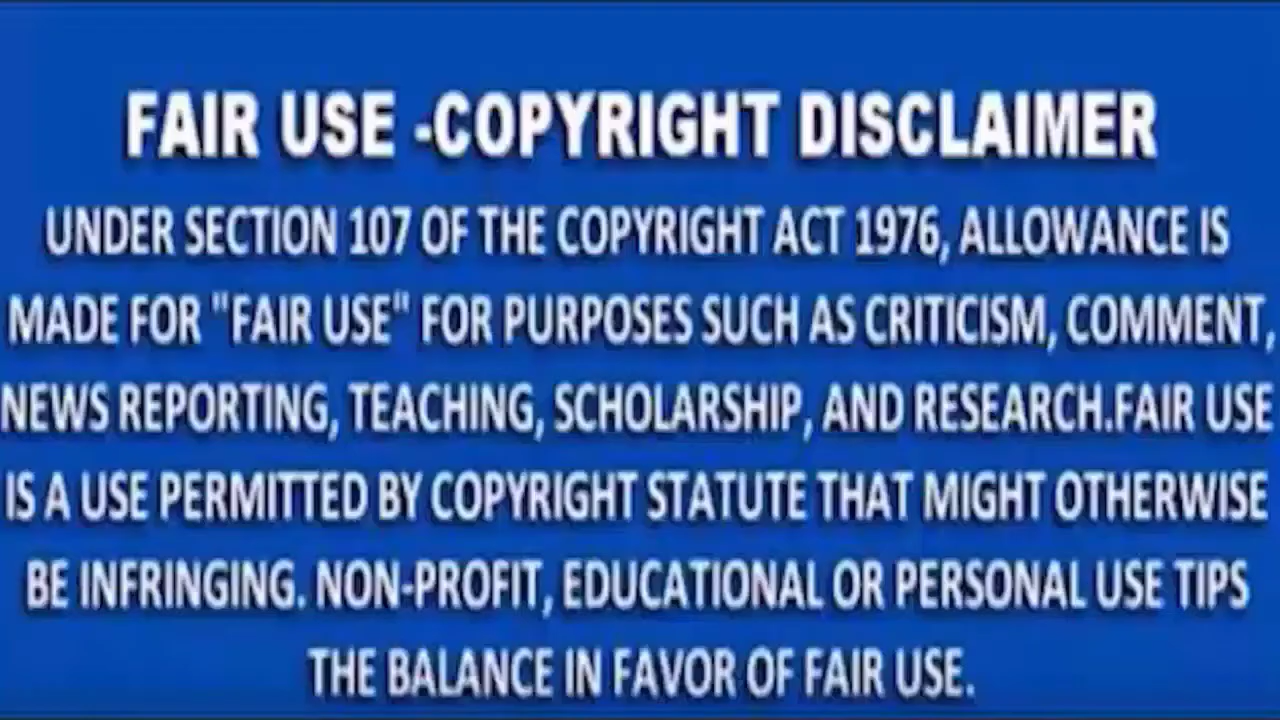 FAIR USE -COPYRIGHT DISCLAIMER
UNDER SECTION 107 OF THE COPYRIGHT ACT 1976, ALLOWANCE IS
MADE FOR "FAIR USE" FOR PURPOSES SUCH AS CRITICISM, COMMENT,
NEWS REPORTING, TEACHING, SCHOLARSHIP, AND RESEARCH.FAIR USE
IS A USE PERMITTED BY COPYRIGHT STATUTE THAT MIGHT OTHERWISE
BE INFRINGING. NON-PROFIT, EDUCATIONAL OR PERSONAL USE TIPS
THE BALANCE IN FAVOR OF FAIR USE.